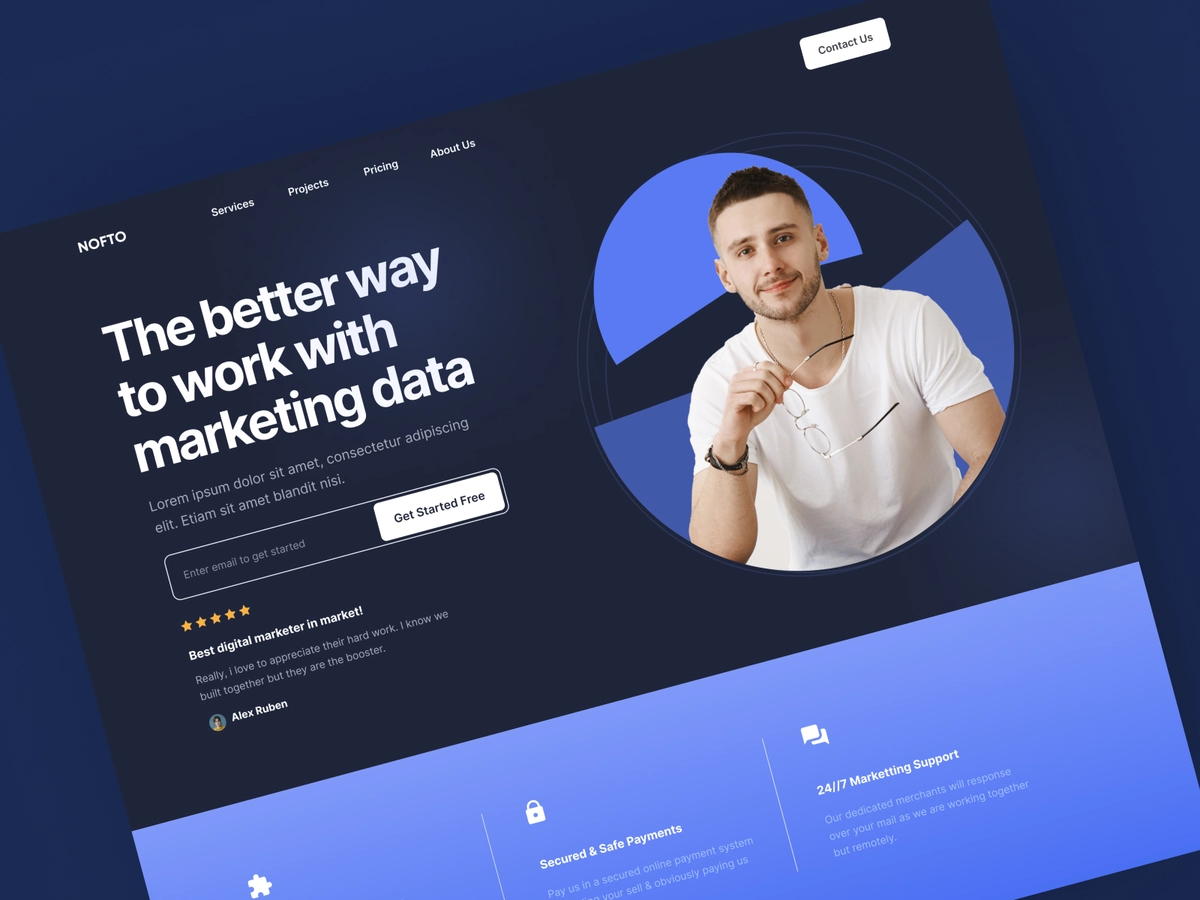 Contact Us
NOFTO
Services
Projects
Pricing
About Us
The better way
to work with
marketing data
Lorem ipsum dolor sit amet, consectetur adipiscing
elit. Etiam sit amet blandit nisi.
Enter email to get started
Get Started Free
Best digital marketer in market!
Really, i love to appreciate their hard work. I know we
built together but they are the booster.
Alex Ruben
Secured & Safe Payments
Pay us in a secured online payment system
your sell & obviously paying us
24//7 Marketting Support
Our dedicated merchants will response
over your mail as we are working together
but remotely.